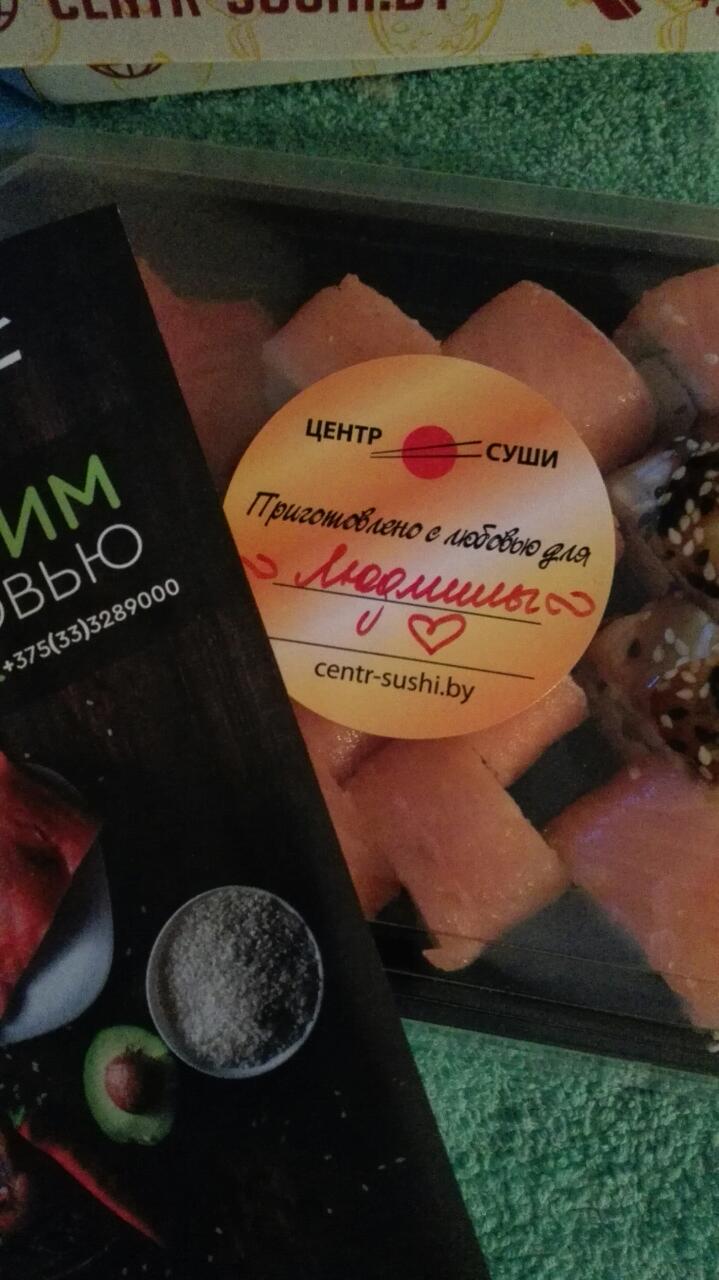 CENTR-SUSHI.BY
ИМ
ОВЬЮ
+375(33)3289000
ЦЕНТР СУШИ
Приготовлено с любовью для
Людмилы
centr-sushi.by